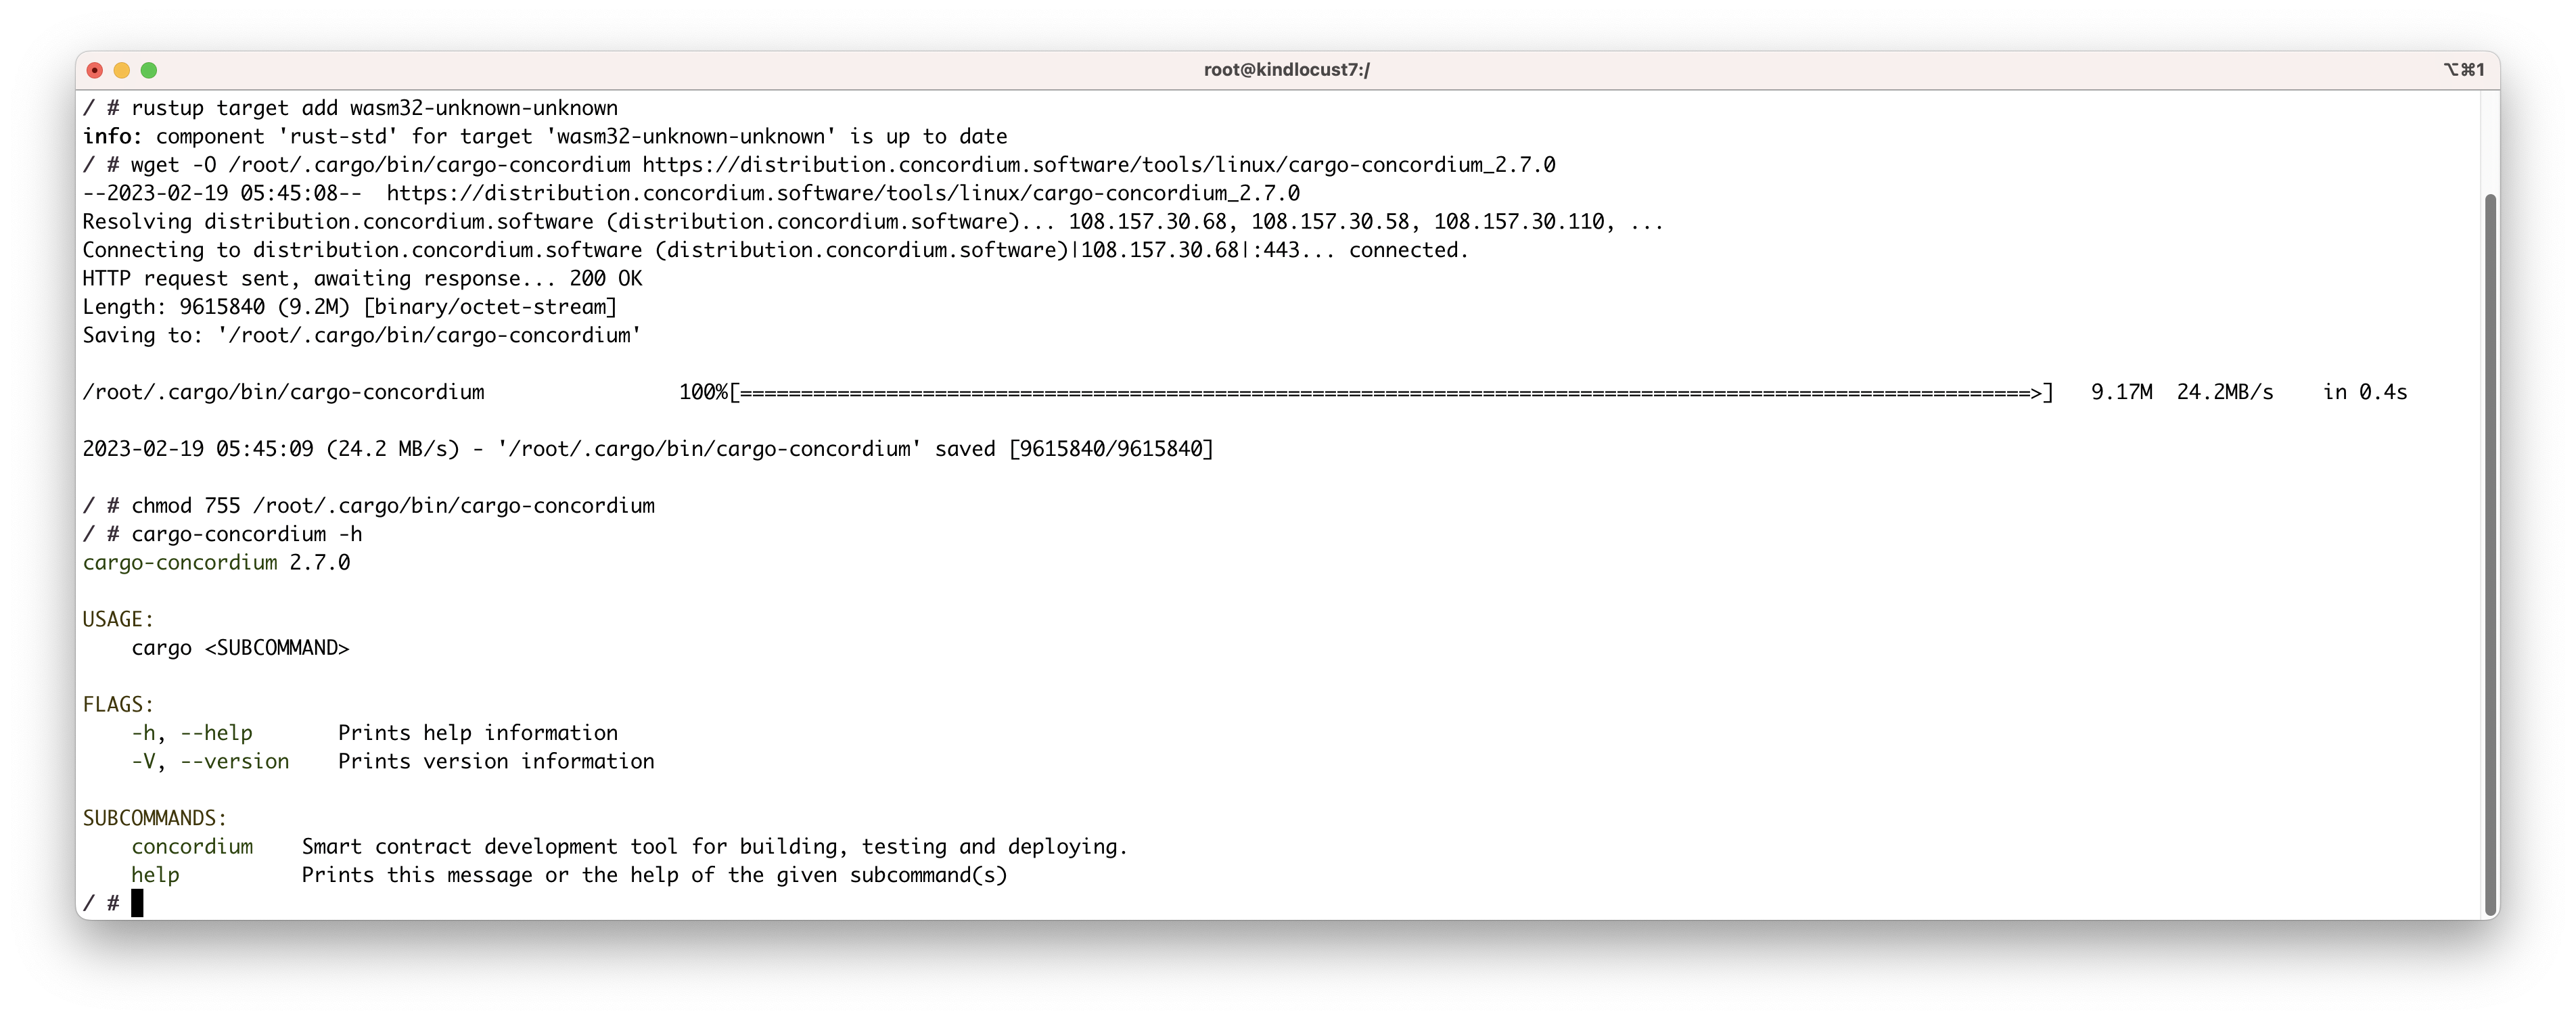 root@kindlocust7:/
⌥⌘1
/ # rustup target add wasm32-unknown-unknown
info: component 'rust-std' for target 'wasm32-unknown-unknown' is up to date
/ # wget -O /root/.cargo/bin/cargo-concordium https://distribution.concordium.software/tools/linux/cargo-concordium_2.7.0
--2023-02-19 05:45:08--  https://distribution.concordium.software/tools/linux/cargo-concordium_2.7.0
Resolving distribution.concordium.software (distribution.concordium.software)... 108.157.30.68, 108.157.30.58, 108.157.30.110, ...
Connecting to distribution.concordium.software (distribution.concordium.software)|108.157.30.68|:443... connected.
HTTP request sent, awaiting response... 200 OK
Length: 9615840 (9.2M) [binary/octet-stream]
Saving to: '/root/.cargo/bin/cargo-concordium'
/root/.cargo/bin/cargo-concordium                100%[==========================================================================================================>]   9.17M  24.2MB/s    in 0.4s
2023-02-19 05:45:09 (24.2 MB/s) - '/root/.cargo/bin/cargo-concordium' saved [9615840/9615840]
/ # chmod 755 /root/.cargo/bin/cargo-concordium
/ # cargo-concordium -h
cargo-concordium 2.7.0
USAGE:
    cargo <SUBCOMMAND>
FLAGS:
    -h, --help       Prints help information
    -V, --version    Prints version information
SUBCOMMANDS:
    concordium    Smart contract development tool for building, testing and deploying.
    help          Prints this message or the help of the given subcommand(s)
/ #